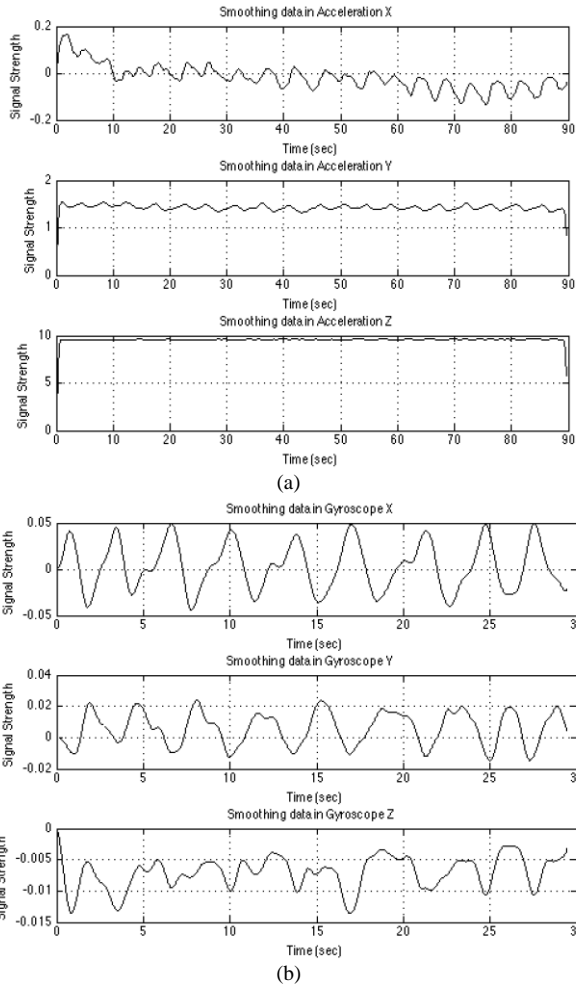 Smoothing data in Acceleration X
Signal Strength
0.2
0
-0.2
0 10 20 30 40 50 60 70 80 90
Time (sec)
Smoothing data in Acceleration Y
Signal Strength
2
1
0
0 10 20 30 40 50 60 70 80 90
Time (sec)
Smoothing data in Acceleration Z
Signal Strength
10
5
0
0 10 20 30 40 50 60 70 80 90
Time (sec)
(a)
Smoothing data in Gyroscope X
Signal Strength
0.05
0
-0.05
0 5 10 15 20 25 3
Time (sec)
Smoothing data in Gyroscope Y
Signal Strength
0.04
0.02
0
-0.02
0 5 10 15 20 25 3
Time (sec)
Smoothing data in Gyroscope Z
Signal Strength
0
-0.005
-0.01
-0.015
0 5 10 15 20 25 3
Time (sec)
(b)